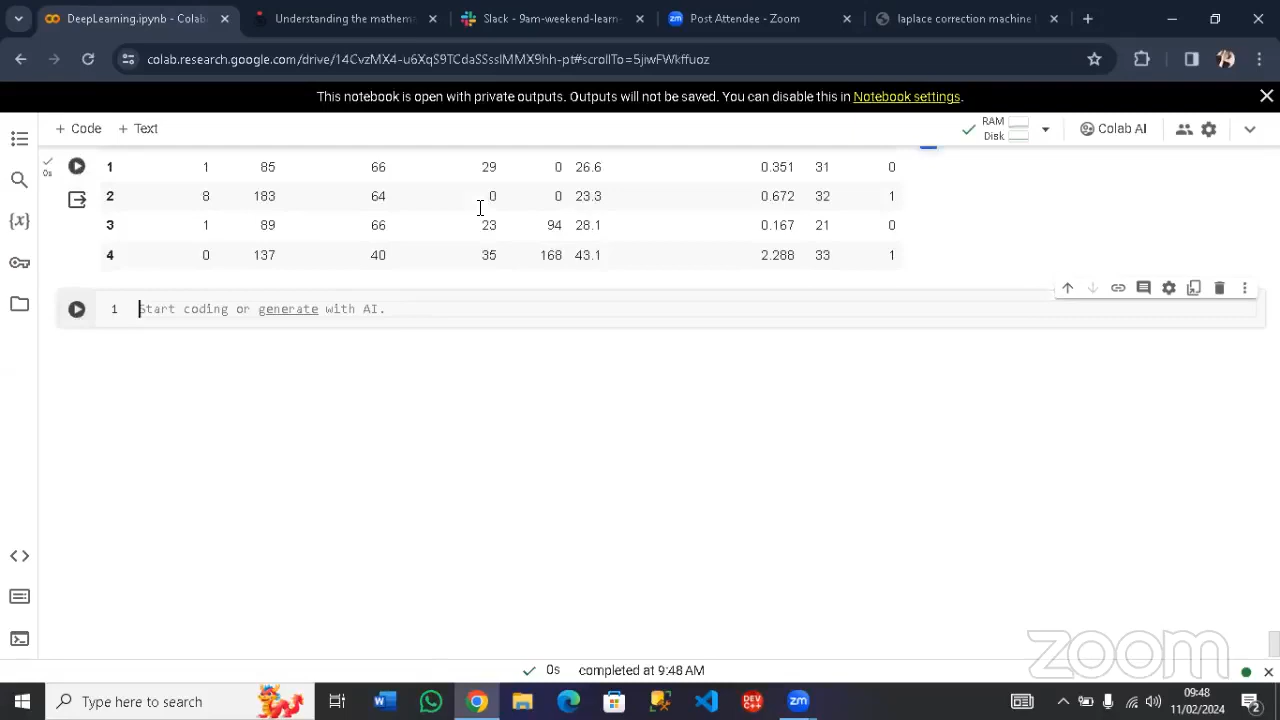 DeepLearning.ipynb - Colab
Understanding the mathema
Slack - 9am-weekend-learn-
Post Attendee - Zoom
laplace correction machine
colab.research.google.com/drive/14CvzMX4-u6XqS9TCdaSSssIMMX9hh-pt#scrollTo=5jiwFWkffuoz
This notebook is open with private outputs. Outputs will not be saved. You can disable this in Notebook settings.
+ Code + Text
RAM
Disk
Colab AI
0s
1 1 85 66 29 0 26.6 0.351 31 0
2 8 183 64 0 0 23.3 0.672 32 1
3 1 89 66 23 94 28.1 0.167 21 0
4 0 137 40 35 168 43.1 2.288 33 1
1 Start coding or generate with AI.
{x}
zoom
0s completed at 9:48 AM
Type here to search
DEV C++
zm
09:48
11/02/2024
2